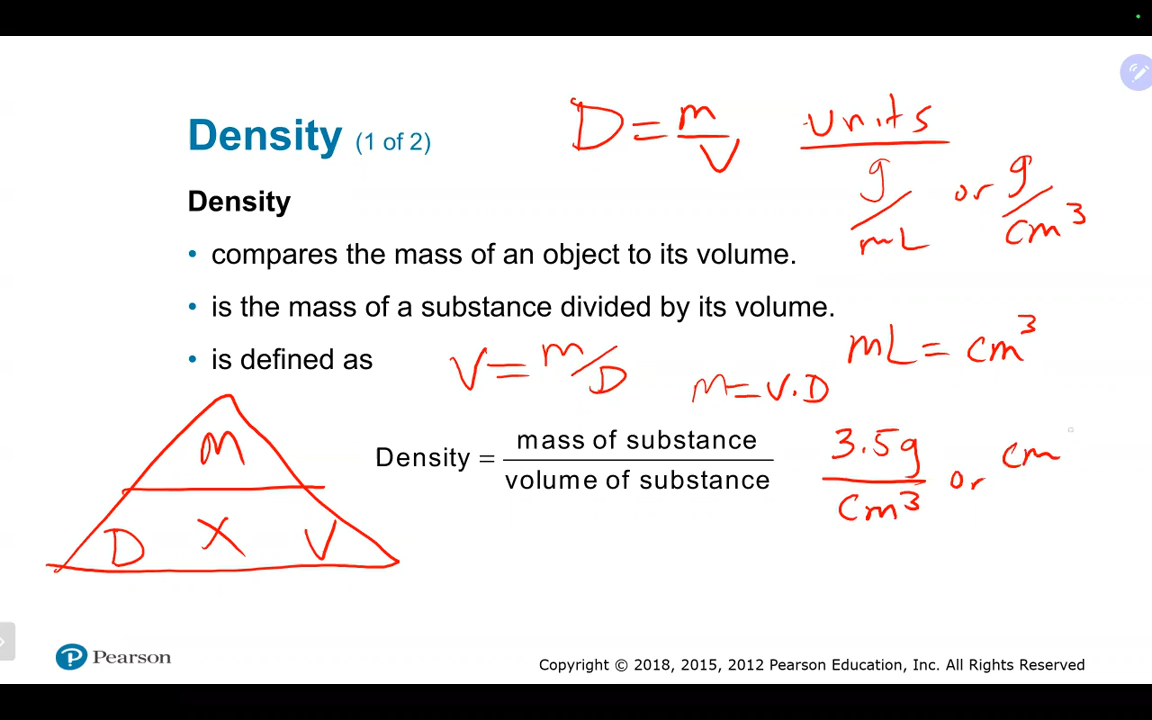 D = m/V units
g/mL or g/cm³
Density (1 of 2)
Density
• compares the mass of an object to its volume.
• is the mass of a substance divided by its volume.
• is defined as
V = m/D
m = V·D
mL = cm³
m
D X V
Density = mass of substance / volume of substance
3.5g/cm³ or cm
Pearson
Copyright © 2018, 2015, 2012 Pearson Education, Inc. All Rights Reserved